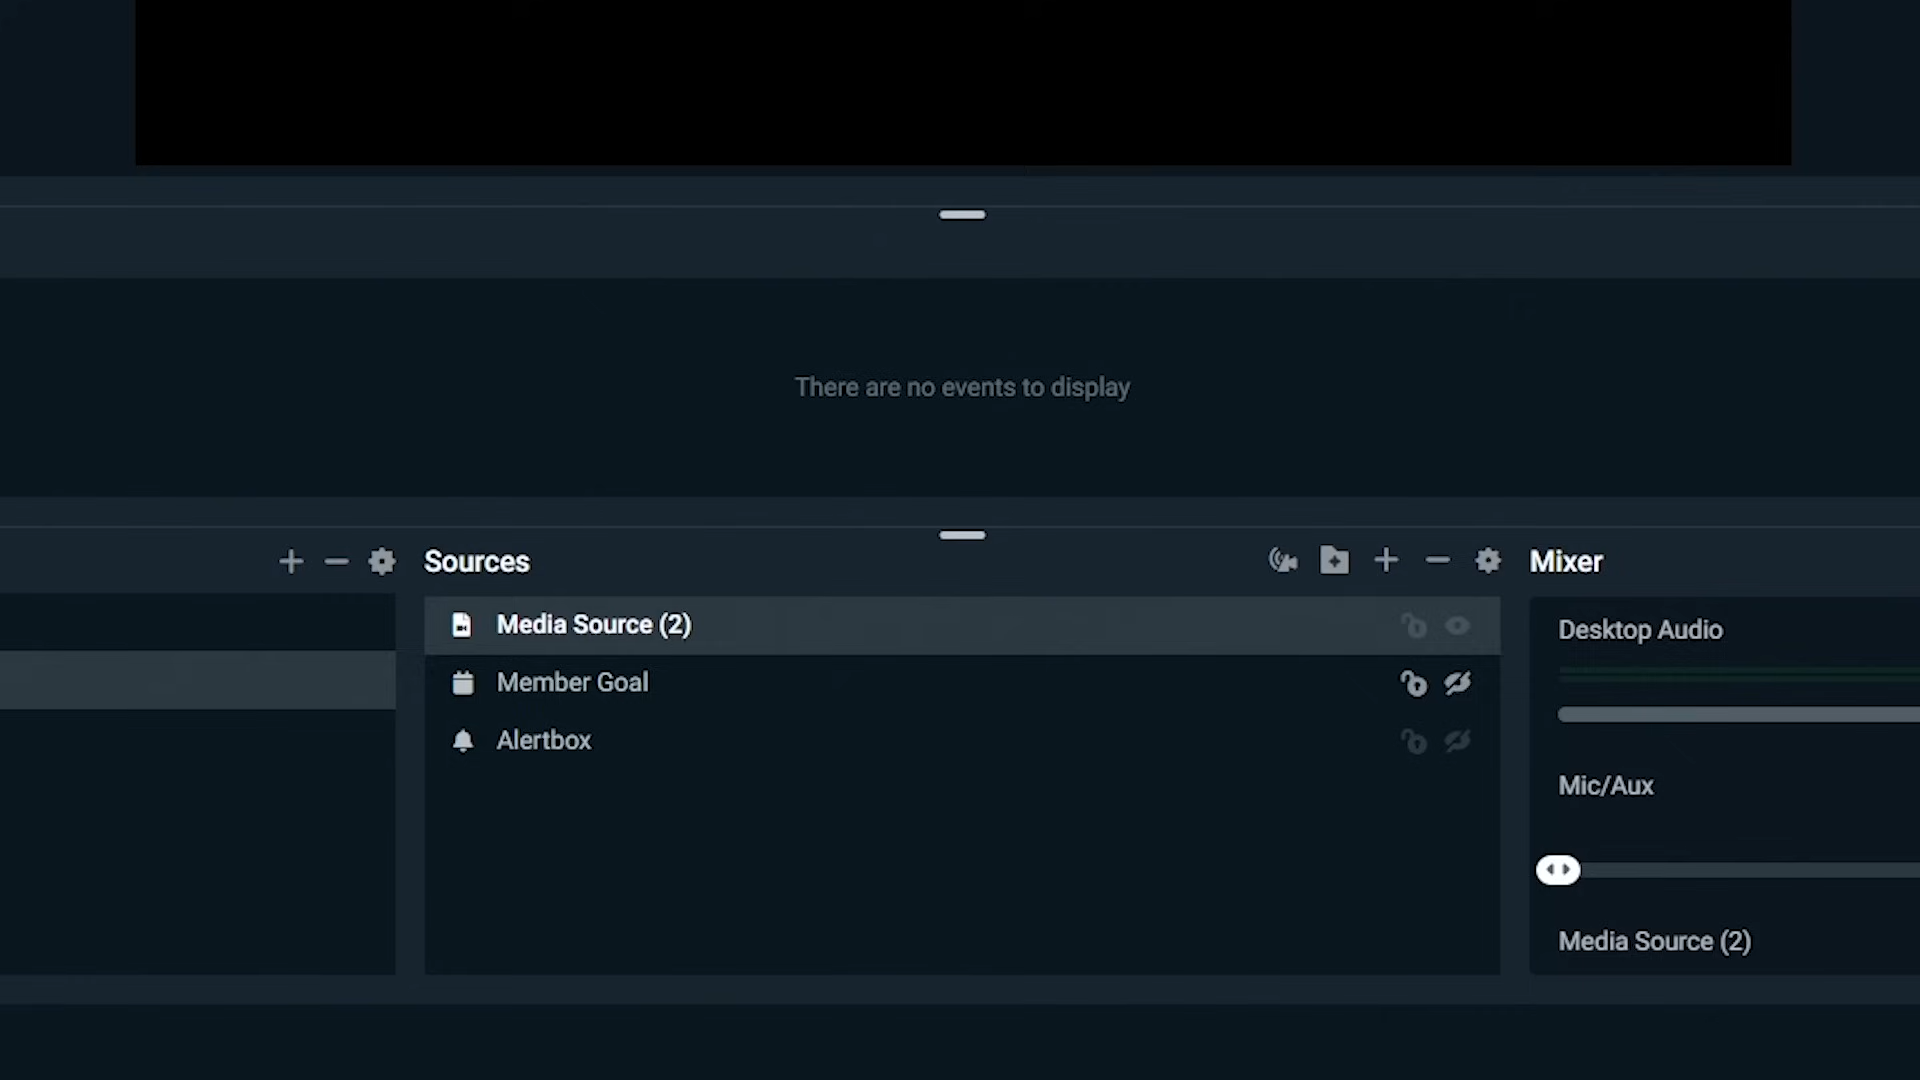 There are no events to display
Sources
Media Source (2)
Member Goal
Alertbox
Mixer
Desktop Audio
Mic/Aux
Media Source (2)